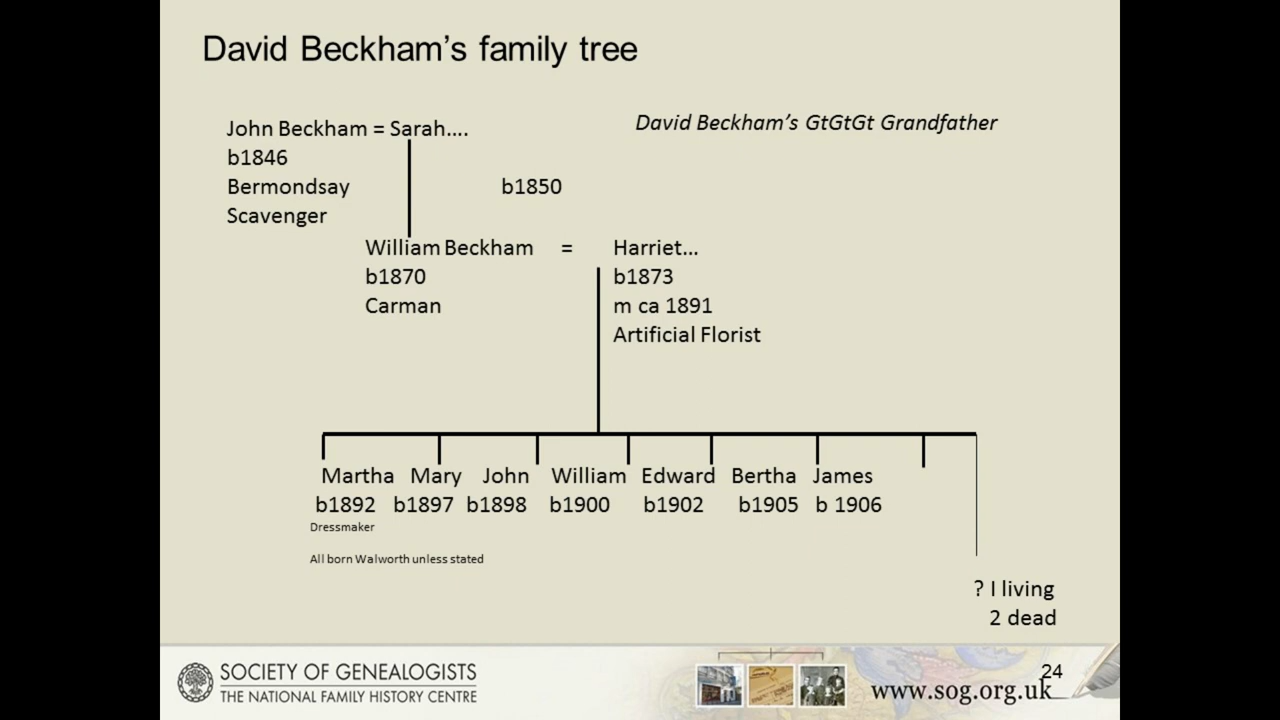 David Beckham’s family tree
John Beckham = Sarah....
David Beckham’s GtGtGt Grandfather
b1846
Bermondsay b1850
Scavenger
William Beckham = Harriet...
b1870 b1873
Carman m ca 1891
Artificial Florist
Martha Mary John William Edward Bertha James
b1892 b1897 b1898 b1900 b1902 b1905 b 1906
Dressmaker
All born Walworth unless stated
? I living
2 dead
SOCIETY OF GENEALOGISTS
THE NATIONAL FAMILY HISTORY CENTRE
www.sog.org.uk
24